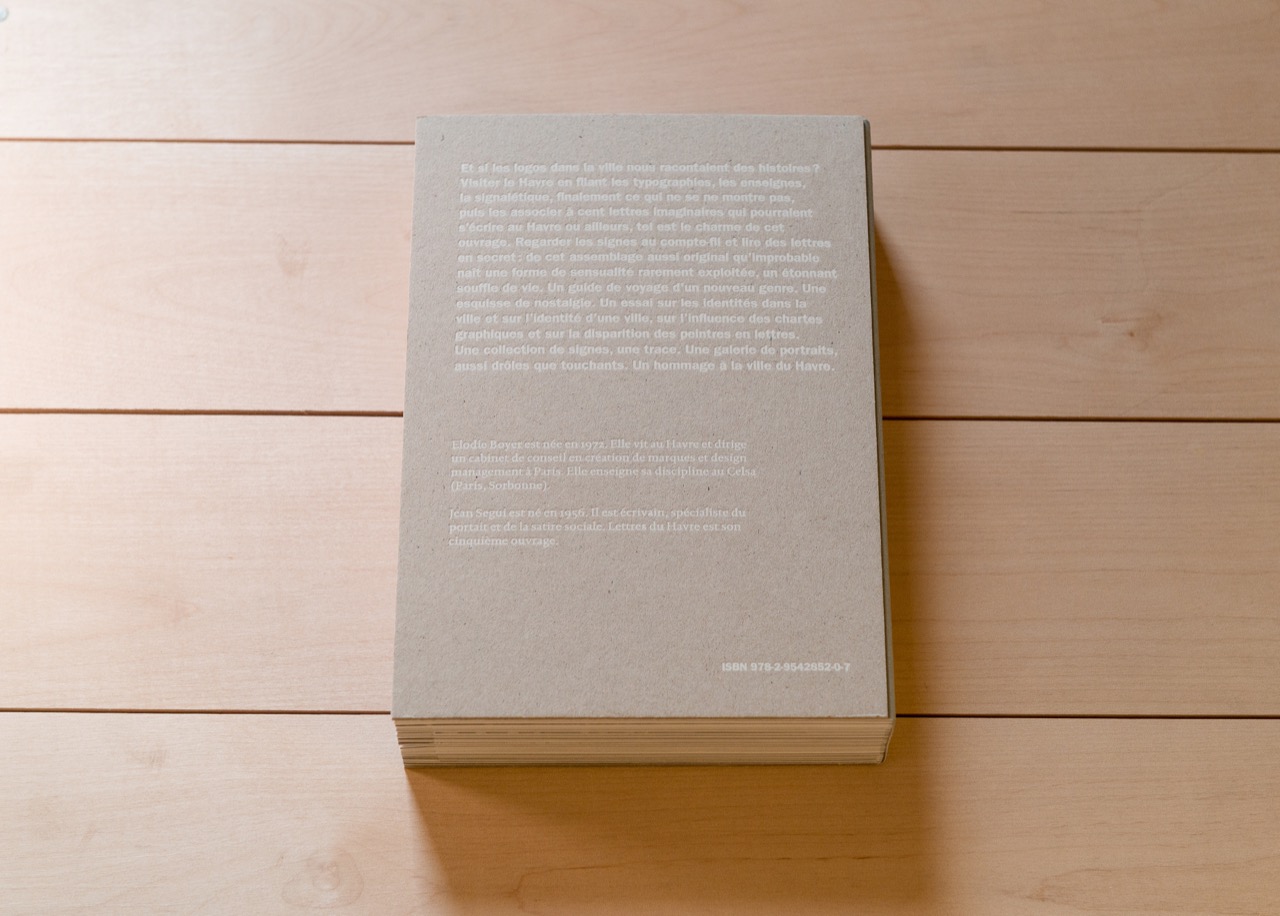 Et si les logos dans la ville nous racontaient des histoires ?
Visiter le Havre en filant les typographies, les enseignes,
la signalétique, finalement ce qui ne se ne montre pas,
puis les associer à cent lettres imaginaires qui pourraient
s'écrire au Havre ou ailleurs, tel est le charme de cet
ouvrage. Regarder les signes au compte-fil et lire des lettres
en secret : de cet assemblage aussi original qu'improbable
naît une forme de sensualité rarement exploitée, un étonnant
souffle de vie. Un guide de voyage d'un nouveau genre. Une
esquisse de nostalgie. Un essai sur les identités dans la
ville et sur l'identité d'une ville, sur l'influence des chartes
graphiques et sur la disparition des peintres en lettres.
Une collection de signes, une trace. Une galerie de portraits,
aussi drôles que touchants. Un hommage à la ville du Havre.
Elodie Boyer est née en 1972. Elle vit au Havre et dirige
un cabinet de conseil en création de marques et design
management à Paris. Elle enseigne sa discipline au Celsa
(Paris, Sorbonne).
Jean Segui est né en 1956. Il est écrivain, spécialiste du
portait et de la satire sociale. Lettres du Havre est son
cinquième ouvrage.
ISBN 978-2-9542652-0-7